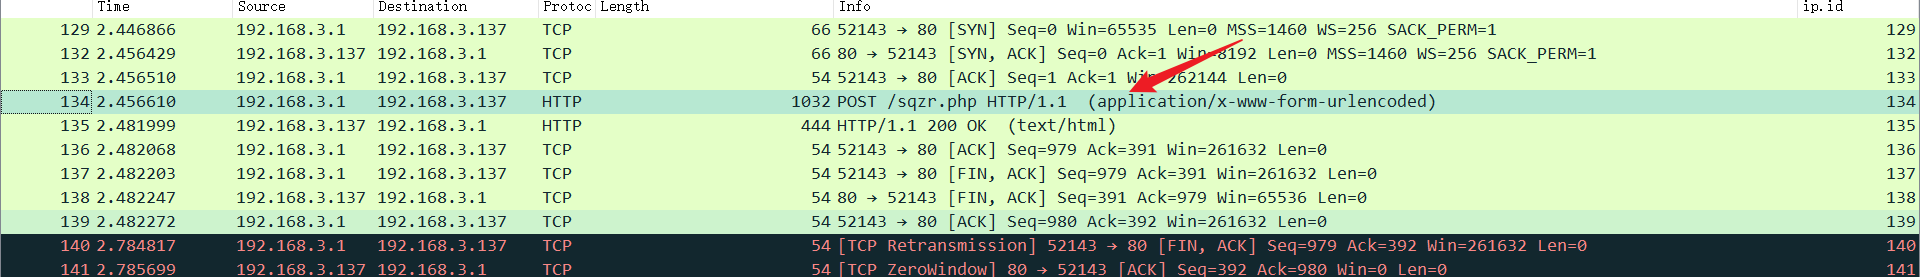 Time Source Destination Protoc Length Info ip.id
129 2.446866 192.168.3.1 192.168.3.137 TCP 66 52143 → 80 [SYN] Seq=0 Win=65535 Len=0 MSS=1460 WS=256 SACK_PERM=1 129
132 2.456429 192.168.3.137 192.168.3.1 TCP 66 80 → 52143 [SYN, ACK] Seq=0 Ack=1 Win=8192 Len=0 MSS=1460 WS=256 SACK_PERM=1 132
133 2.456510 192.168.3.1 192.168.3.137 TCP 54 52143 → 80 [ACK] Seq=1 Ack=1 Win=262144 Len=0 133
134 2.456610 192.168.3.1 192.168.3.137 HTTP 1032 POST /sqzr.php HTTP/1.1 (application/x-www-form-urlencoded) 134
135 2.481999 192.168.3.137 192.168.3.1 HTTP 444 HTTP/1.1 200 OK (text/html) 135
136 2.482068 192.168.3.1 192.168.3.137 TCP 54 52143 → 80 [ACK] Seq=979 Ack=391 Win=261632 Len=0 136
137 2.482203 192.168.3.1 192.168.3.137 TCP 54 52143 → 80 [FIN, ACK] Seq=979 Ack=391 Win=261632 Len=0 137
138 2.482247 192.168.3.137 192.168.3.1 TCP 54 80 → 52143 [FIN, ACK] Seq=391 Ack=979 Win=65536 Len=0 138
139 2.482272 192.168.3.1 192.168.3.137 TCP 54 52143 → 80 [ACK] Seq=980 Ack=392 Win=261632 Len=0 139
140 2.784817 192.168.3.1 192.168.3.137 TCP 54 [TCP Retransmission] 52143 → 80 [FIN, ACK] Seq=979 Ack=392 Win=261632 Len=0 140
141 2.785699 192.168.3.137 192.168.3.1 TCP 54 [TCP ZeroWindow] 80 → 52143 [ACK] Seq=392 Ack=980 Win=0 Len=0 141